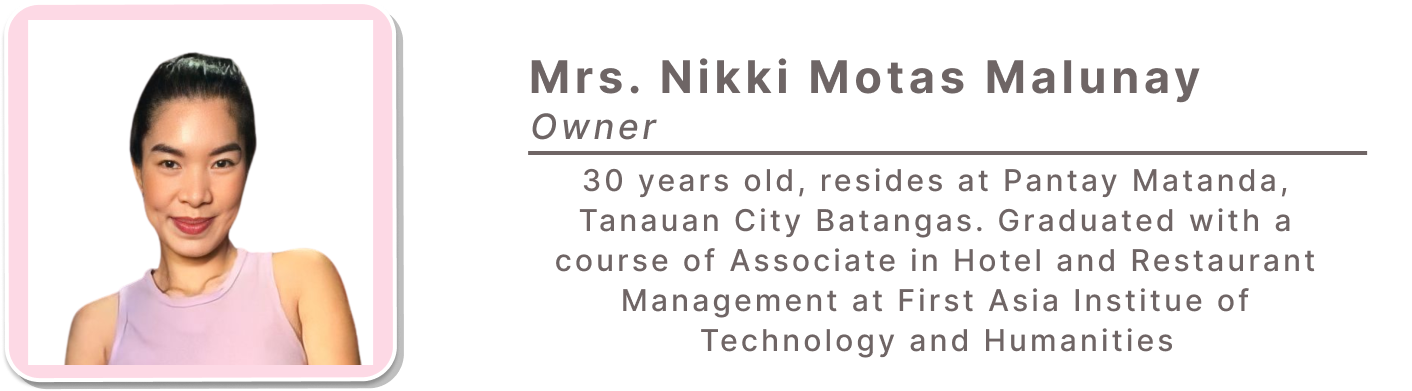 Mrs. Nikki Motas Malunay
Owner
30 years old, resides at Pantay Matanda,
Tanauan City Batangas. Graduated with a
course of Associate in Hotel and Restaurant
Management at First Asia Institue of
Technology and Humanities